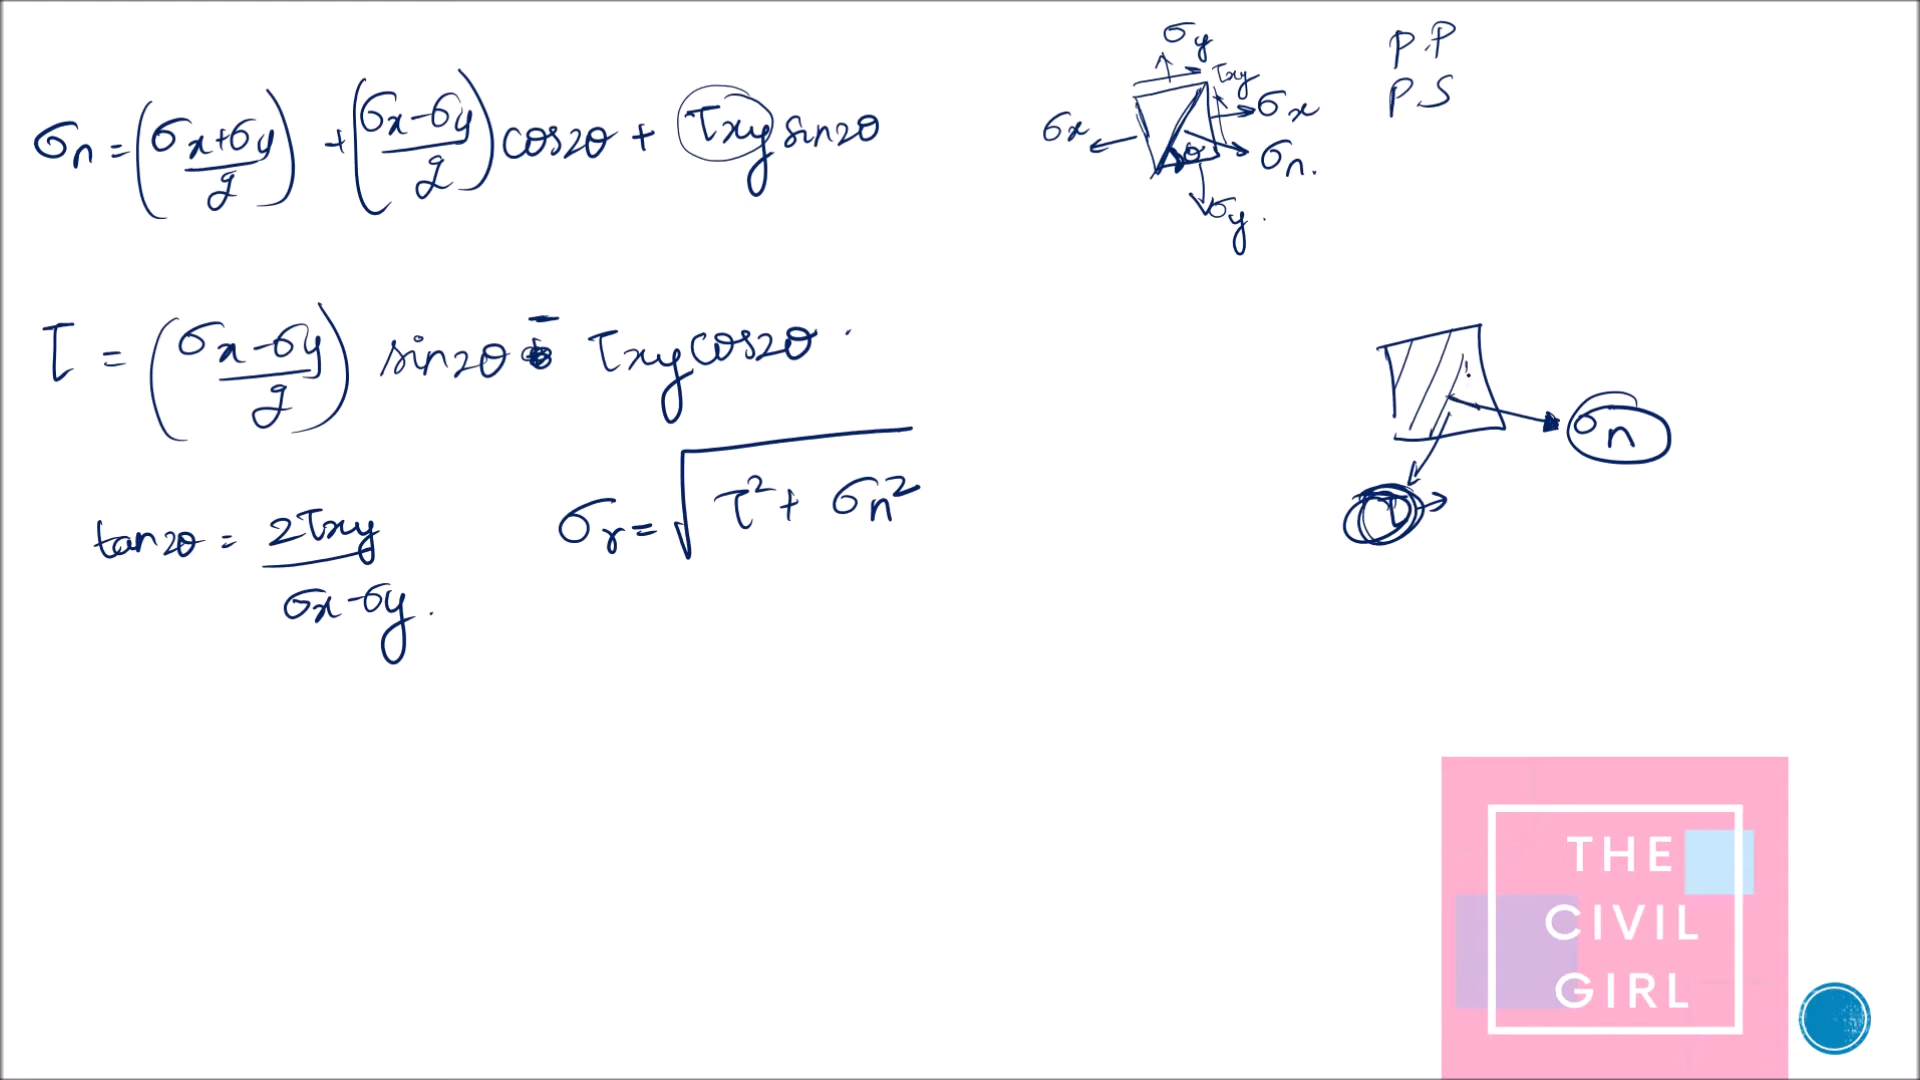 σn = (σx+σy/2) + (σx-σy/2) cos2θ + τxy sin2θ
τ = (σx-σy/2) sin2θ - τxy cos2θ.
tan2θ = 2τxy/σx-σy.
σr = √τ²+σn²
σy
τxy
σx
σx
θ
σn.
σy.
P.P
P.S
σn
τ
THE
CIVIL
GIRL